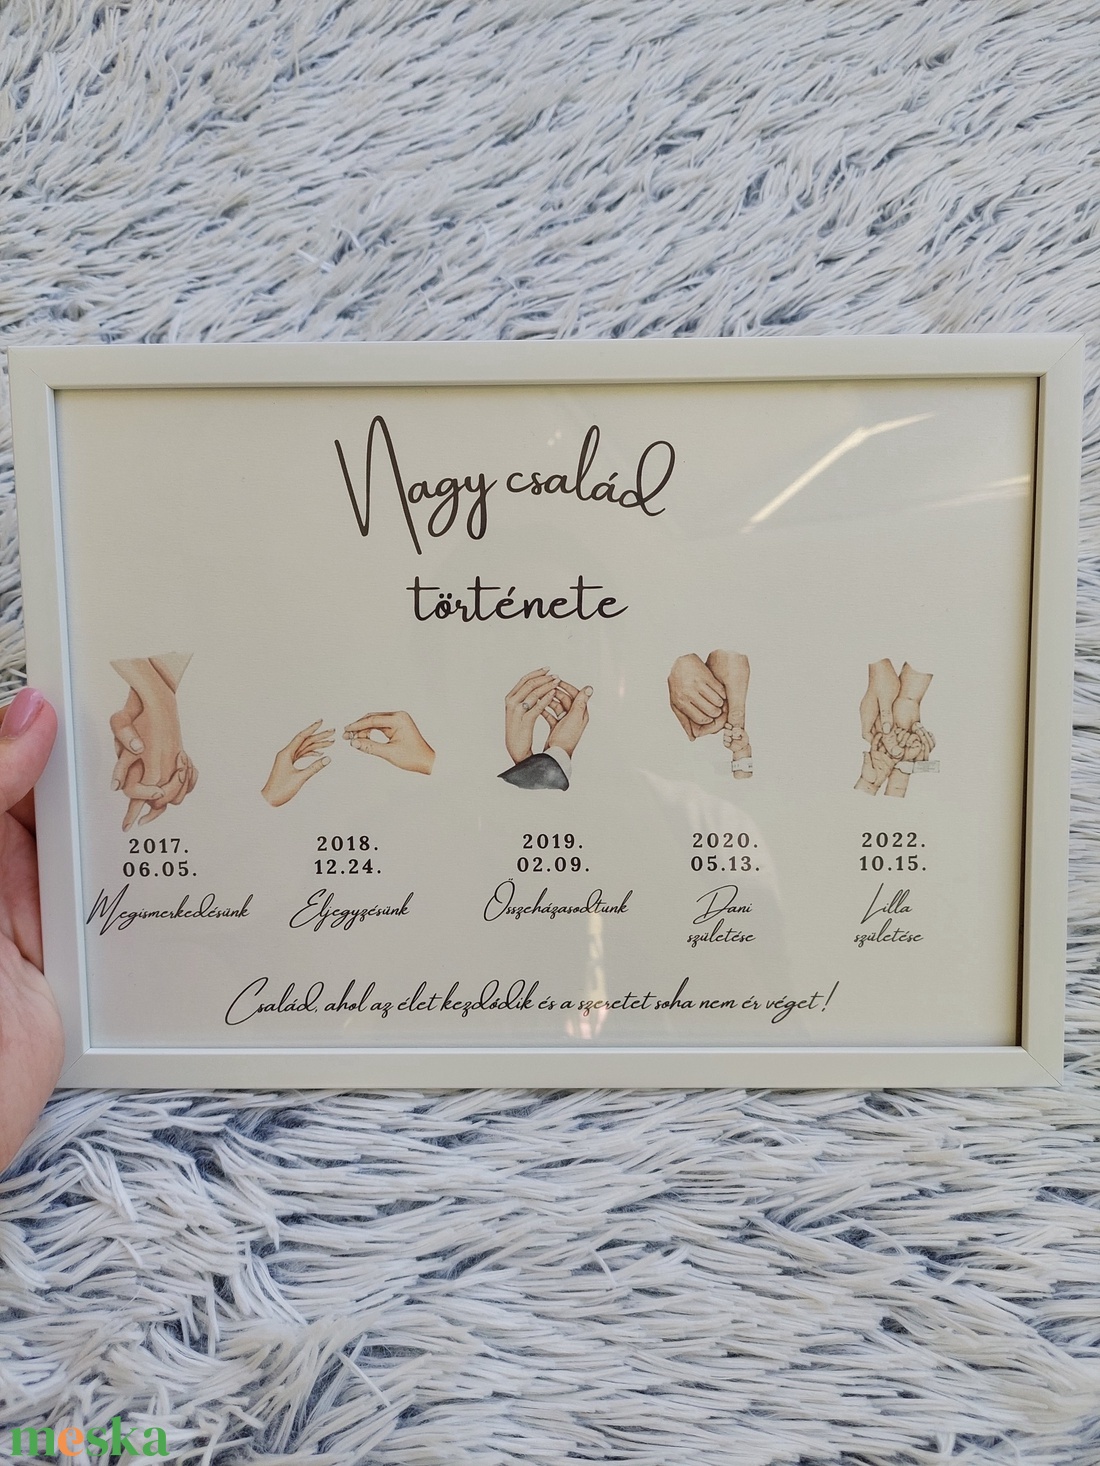 Nagy család
története
2017.
06.05.
Megismerkedésünk
2018.
12.24.
Eljegyzésünk
2019.
02.09.
Összeházasodtunk
2020.
05.13.
Dani
születése
2022.
10.15.
Lilla
születése
Család, ahol az élet kezdődik és a szeretet soha nem ér véget!
meska